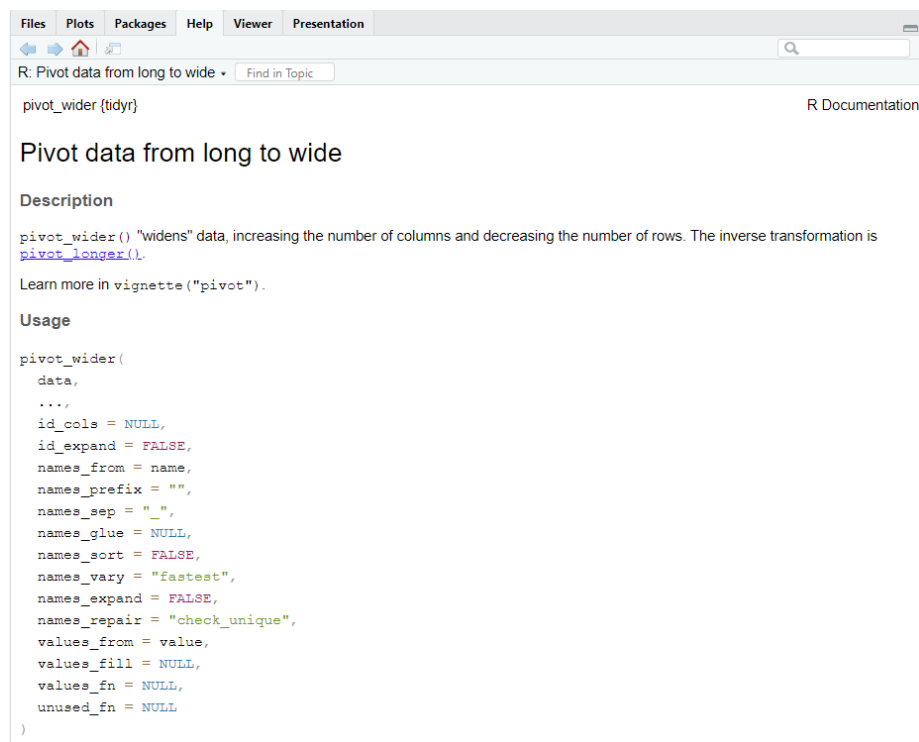 Files Plots Packages Help Viewer Presentation
R: Pivot data from long to wide Find in Topic
pivot_wider {tidyr} R Documentation
Pivot data from long to wide
Description
pivot_wider() "widens" data, increasing the number of columns and decreasing the number of rows. The inverse transformation is
pivot_longer().
Learn more in vignette("pivot").
Usage
pivot_wider(
  data,
  ...,
  id_cols = NULL,
  id_expand = FALSE,
  names_from = name,
  names_prefix = "",
  names_sep = "_",
  names_glue = NULL,
  names_sort = FALSE,
  names_vary = "fastest",
  names_expand = FALSE,
  names_repair = "check_unique",
  values_from = value,
  values_fill = NULL,
  values_fn = NULL,
  unused_fn = NULL
)